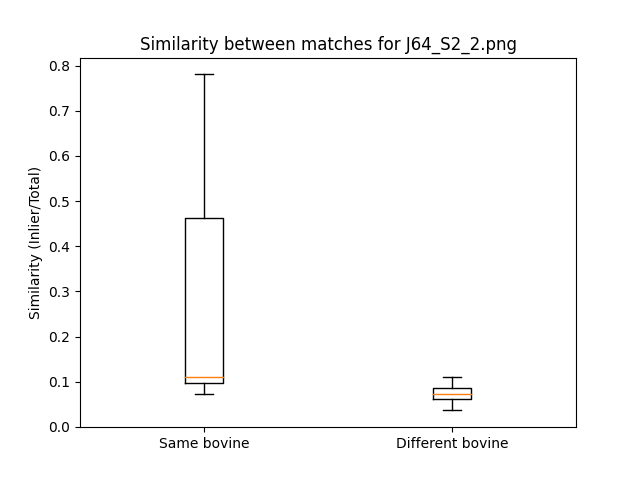 Similarity between matches for J64_S2_2.png
Similarity (Inlier/Total)
0.8
0.7
0.6
0.5
0.4
0.3
0.2
0.1
0.0
Same bovine
Different bovine